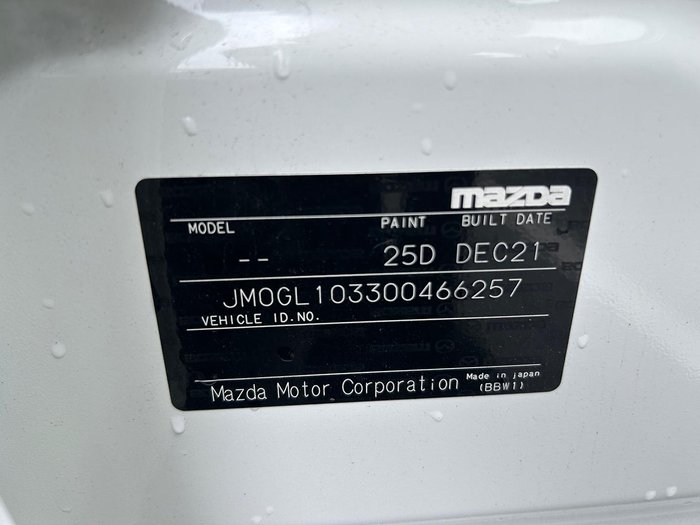 mazda
MODEL PAINT BUILT DATE
-- 25D DEC21
JM0GL103300466257
VEHICLE ID.NO.
Mazda Motor Corporation Made in japan
(BBW1)